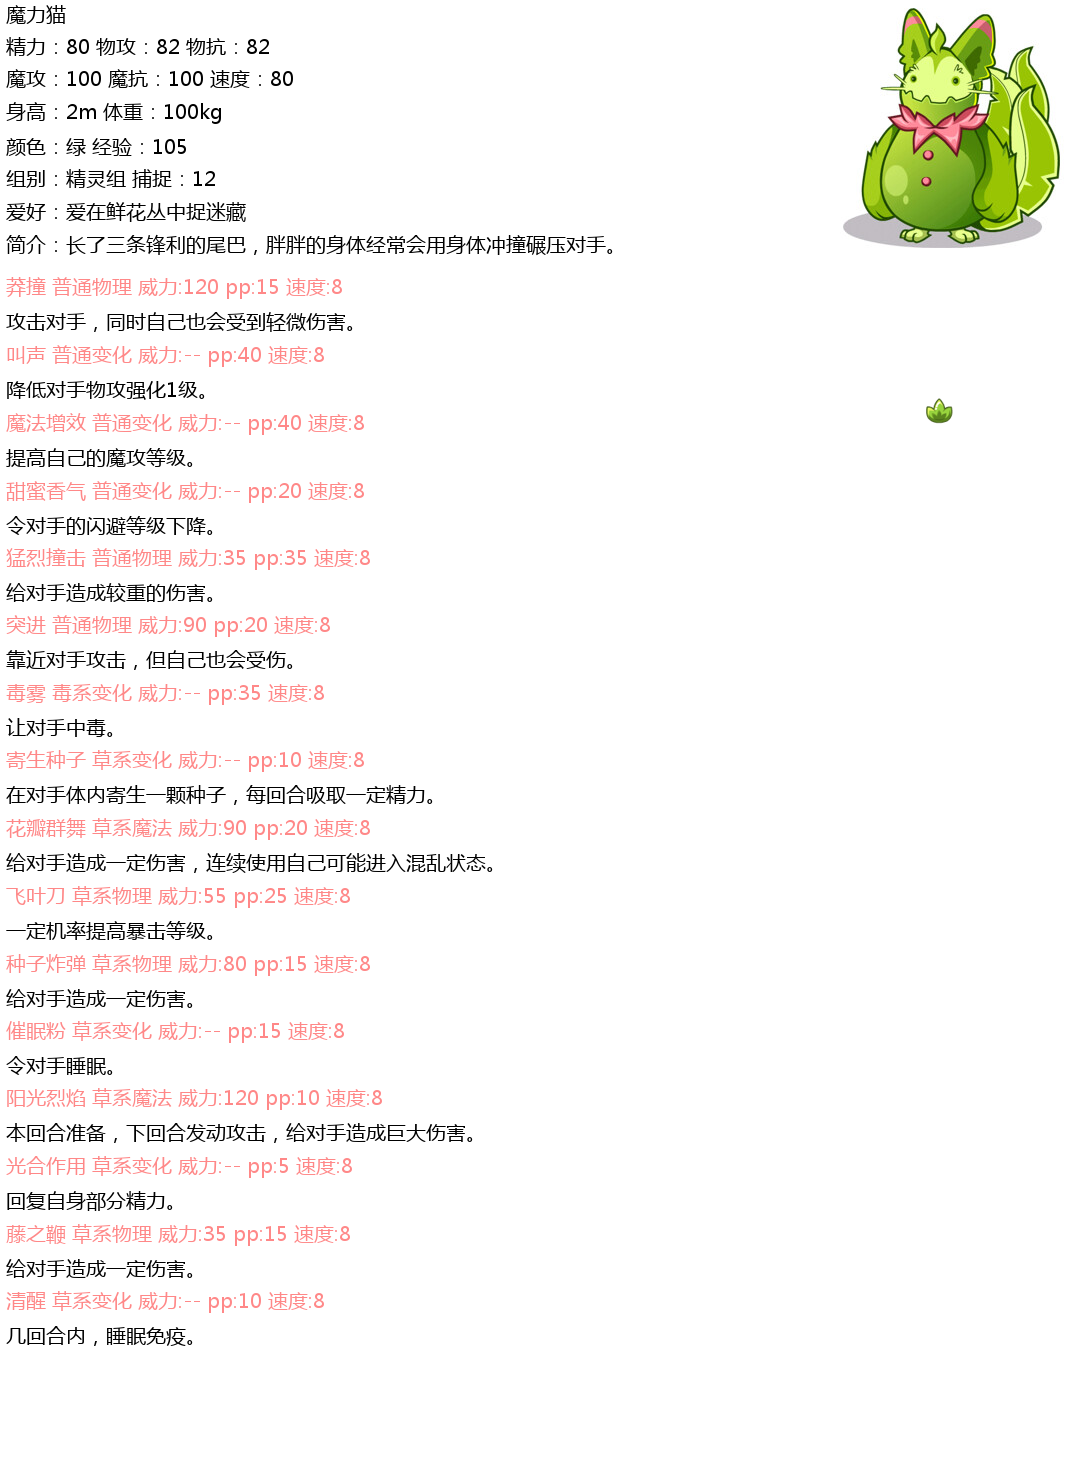 魔力猫
精力：80 物攻：82 物抗：82
魔攻：100 魔抗：100 速度：80
身高：2m 体重：100kg
颜色：绿 经验：105
组别：精灵组 捕捉：12
爱好：爱在鲜花丛中捉迷藏
简介：长了三条锋利的尾巴，胖胖的身体经常会用身体冲撞碾压对手。
莽撞 普通物理 威力:120 pp:15 速度:8
攻击对手，同时自己也会受到轻微伤害。
叫声 普通变化 威力:-- pp:40 速度:8
降低对手物攻强化1级。
魔法增效 普通变化 威力:-- pp:40 速度:8
提高自己的魔攻等级。
甜蜜香气 普通变化 威力:-- pp:20 速度:8
令对手的闪避等级下降。
猛烈撞击 普通物理 威力:35 pp:35 速度:8
给对手造成较重的伤害。
突进 普通物理 威力:90 pp:20 速度:8
靠近对手攻击，但自己也会受伤。
毒雾 毒系变化 威力:-- pp:35 速度:8
让对手中毒。
寄生种子 草系变化 威力:-- pp:10 速度:8
在对手体内寄生一颗种子，每回合吸取一定精力。
花瓣群舞 草系魔法 威力:90 pp:20 速度:8
给对手造成一定伤害，连续使用自己可能进入混乱状态。
飞叶刀 草系物理 威力:55 pp:25 速度:8
一定机率提高暴击等级。
种子炸弹 草系物理 威力:80 pp:15 速度:8
给对手造成一定伤害。
催眠粉 草系变化 威力:-- pp:15 速度:8
令对手睡眠。
阳光烈焰 草系魔法 威力:120 pp:10 速度:8
本回合准备，下回合发动攻击，给对手造成巨大伤害。
光合作用 草系变化 威力:-- pp:5 速度:8
回复自身部分精力。
藤之鞭 草系物理 威力:35 pp:15 速度:8
给对手造成一定伤害。
清醒 草系变化 威力:-- pp:10 速度:8
几回合内，睡眠免疫。